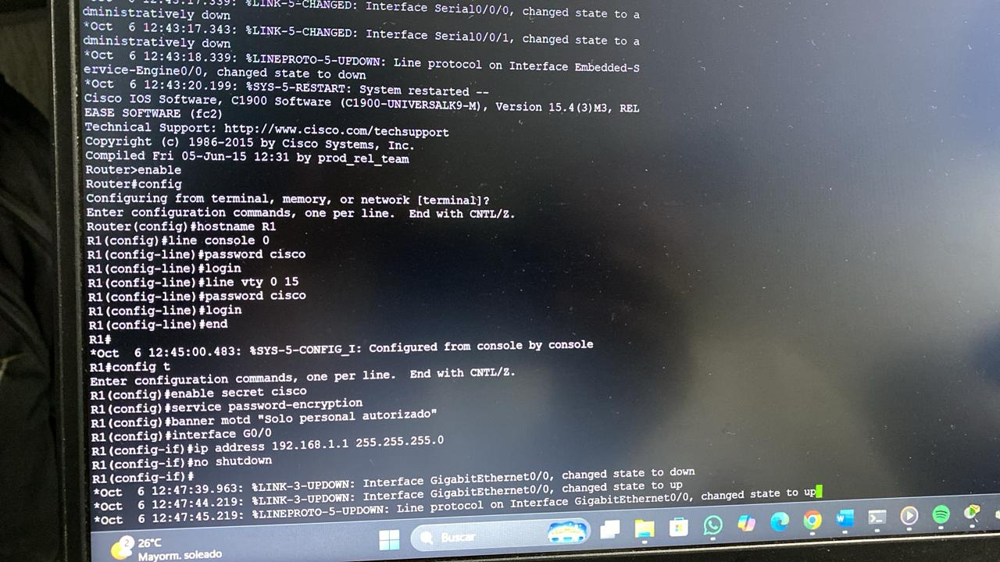 *Oct  6 12:43:17.339: %LINK-5-CHANGED: Interface Serial0/0/0, changed state to a
dministratively down
*Oct  6 12:43:17.343: %LINK-5-CHANGED: Interface Serial0/0/1, changed state to a
dministratively down
*Oct  6 12:43:18.339: %LINEPROTO-5-UPDOWN: Line protocol on Interface Embedded-S
ervice-Engine0/0, changed state to down
*Oct  6 12:43:20.199: %SYS-5-RESTART: System restarted --
Cisco IOS Software, C1900 Software (C1900-UNIVERSALK9-M), Version 15.4(3)M3, REL
EASE SOFTWARE (fc2)
Technical Support: http://www.cisco.com/techsupport
Copyright (c) 1986-2015 by Cisco Systems, Inc.
Compiled Fri 05-Jun-15 12:31 by prod_rel_team
Router>enable
Router#config
Configuring from terminal, memory, or network [terminal]?
Enter configuration commands, one per line.  End with CNTL/Z.
Router(config)#hostname R1
R1(config)#line console 0
R1(config-line)#password cisco
R1(config-line)#login
R1(config-line)#line vty 0 15
R1(config-line)#password cisco
R1(config-line)#login
R1(config-line)#end
R1#
*Oct  6 12:45:00.483: %SYS-5-CONFIG_I: Configured from console by console
R1#config t
Enter configuration commands, one per line.  End with CNTL/Z.
R1(config)#enable secret cisco
R1(config)#service password-encryption
R1(config)#banner motd "Solo personal autorizado"
R1(config)#interface G0/0
R1(config-if)#ip address 192.168.1.1 255.255.255.0
R1(config-if)#no shutdown
R1(config-if)#
*Oct  6 12:47:39.963: %LINK-3-UPDOWN: Interface GigabitEthernet0/0, changed state to down
*Oct  6 12:47:44.219: %LINK-3-UPDOWN: Interface GigabitEthernet0/0, changed state to up
*Oct  6 12:47:45.219: %LINEPROTO-5-UPDOWN: Line protocol on Interface GigabitEthernet0/0, changed state to up
2
26°C
Mayorm. soleado
Buscar